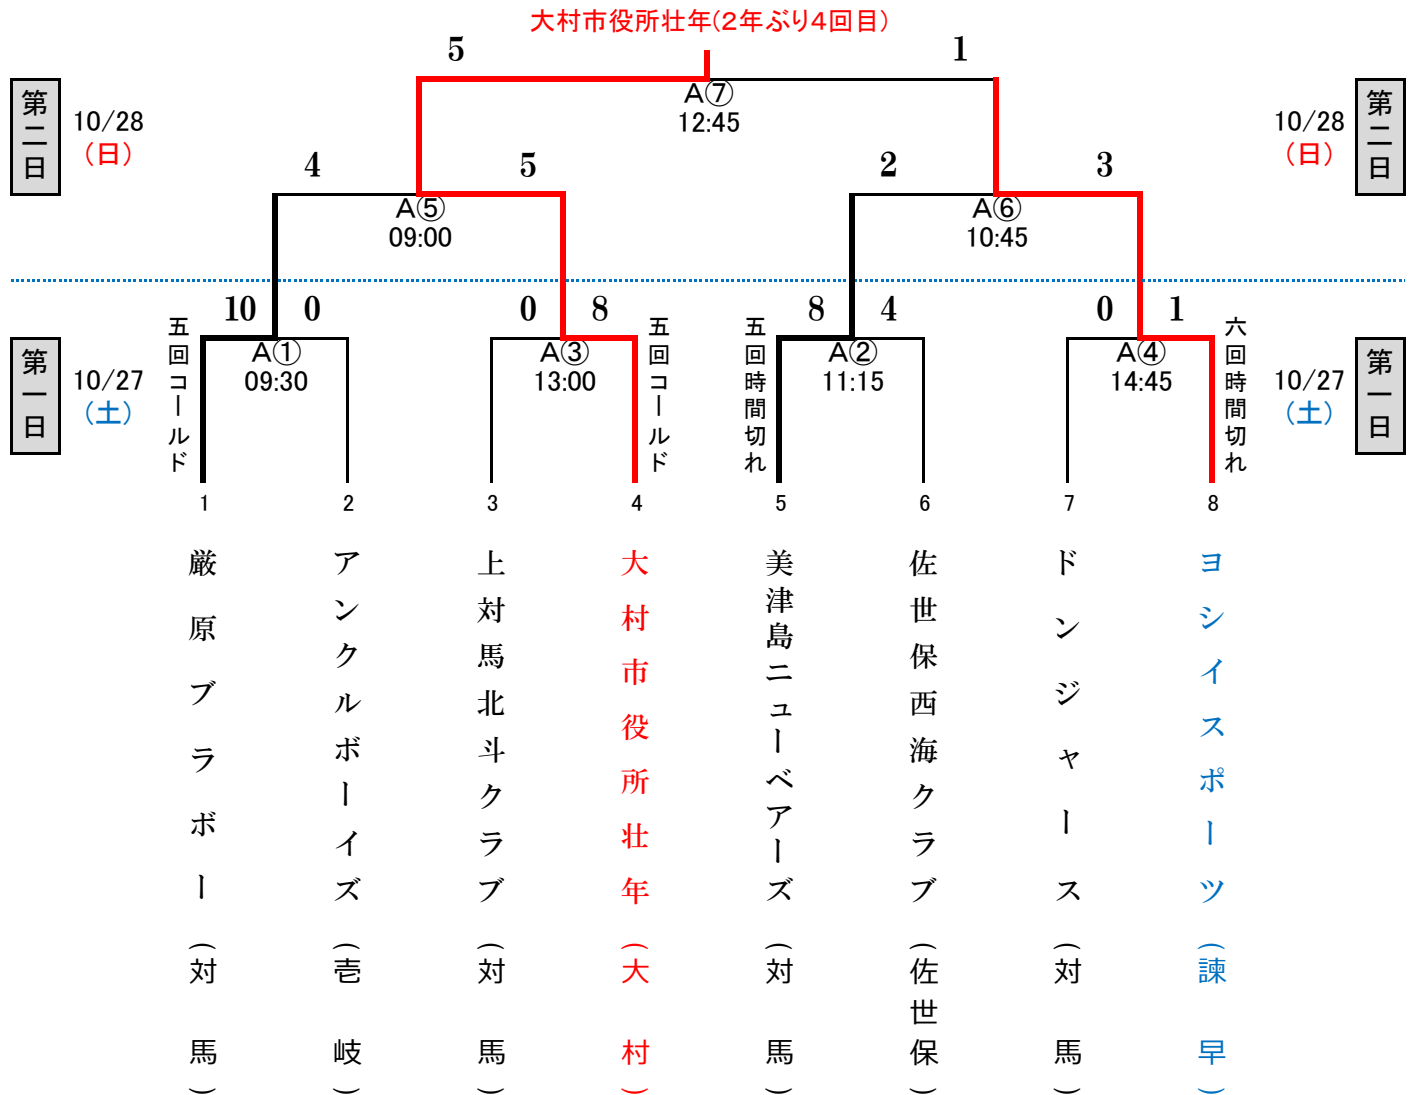 大村市役所壮年(2年ぶり4回目)
5 1
A⑦
12:45
第二日
10/28
(日)
10/28
(日)
第二日
4 5 2 3
A⑤
09:00
A⑥
10:45
10 0 0 8 8 4 0 1
五回コールド
五回コールド
五回時間切れ
六回時間切れ
A①
09:30
A③
13:00
A②
11:15
A④
14:45
第一日
10/27
(土)
10/27
(土)
第一日
1 2 3 4 5 6 7 8
厳原ブラボー(対馬)
アンクルボーイズ(壱岐)
上対馬北斗クラブ(対馬)
大村市役所壮年(大村)
美津島ニューベアーズ(対馬)
佐世保西海クラブ(佐世保)
ドンジャース(対馬)
ヨシイスポーツ(諫早)